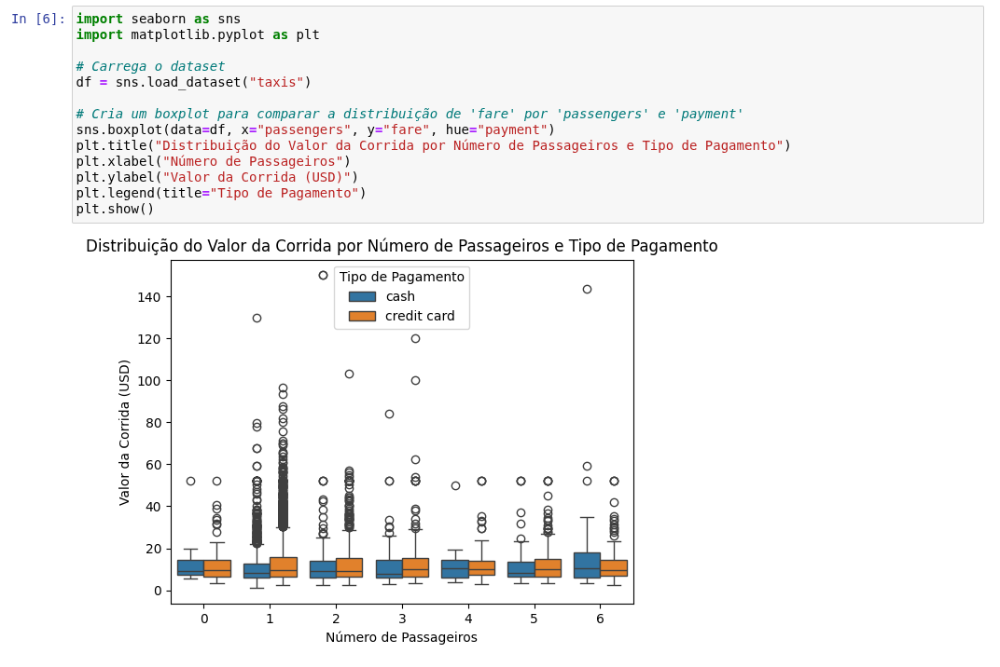 In [6]:
import seaborn as sns
import matplotlib.pyplot as plt
# Carrega o dataset
df = sns.load_dataset("taxis")
# Cria um boxplot para comparar a distribuição de 'fare' por 'passengers' e 'payment'
sns.boxplot(data=df, x="passengers", y="fare", hue="payment")
plt.title("Distribuição do Valor da Corrida por Número de Passageiros e Tipo de Pagamento")
plt.xlabel("Número de Passageiros")
plt.ylabel("Valor da Corrida (USD)")
plt.legend(title="Tipo de Pagamento")
plt.show()
Distribuição do Valor da Corrida por Número de Passageiros e Tipo de Pagamento
Tipo de Pagamento
cash
credit card
Valor da Corrida (USD)
140
120
100
80
60
40
20
0
0 1 2 3 4 5 6
Número de Passageiros